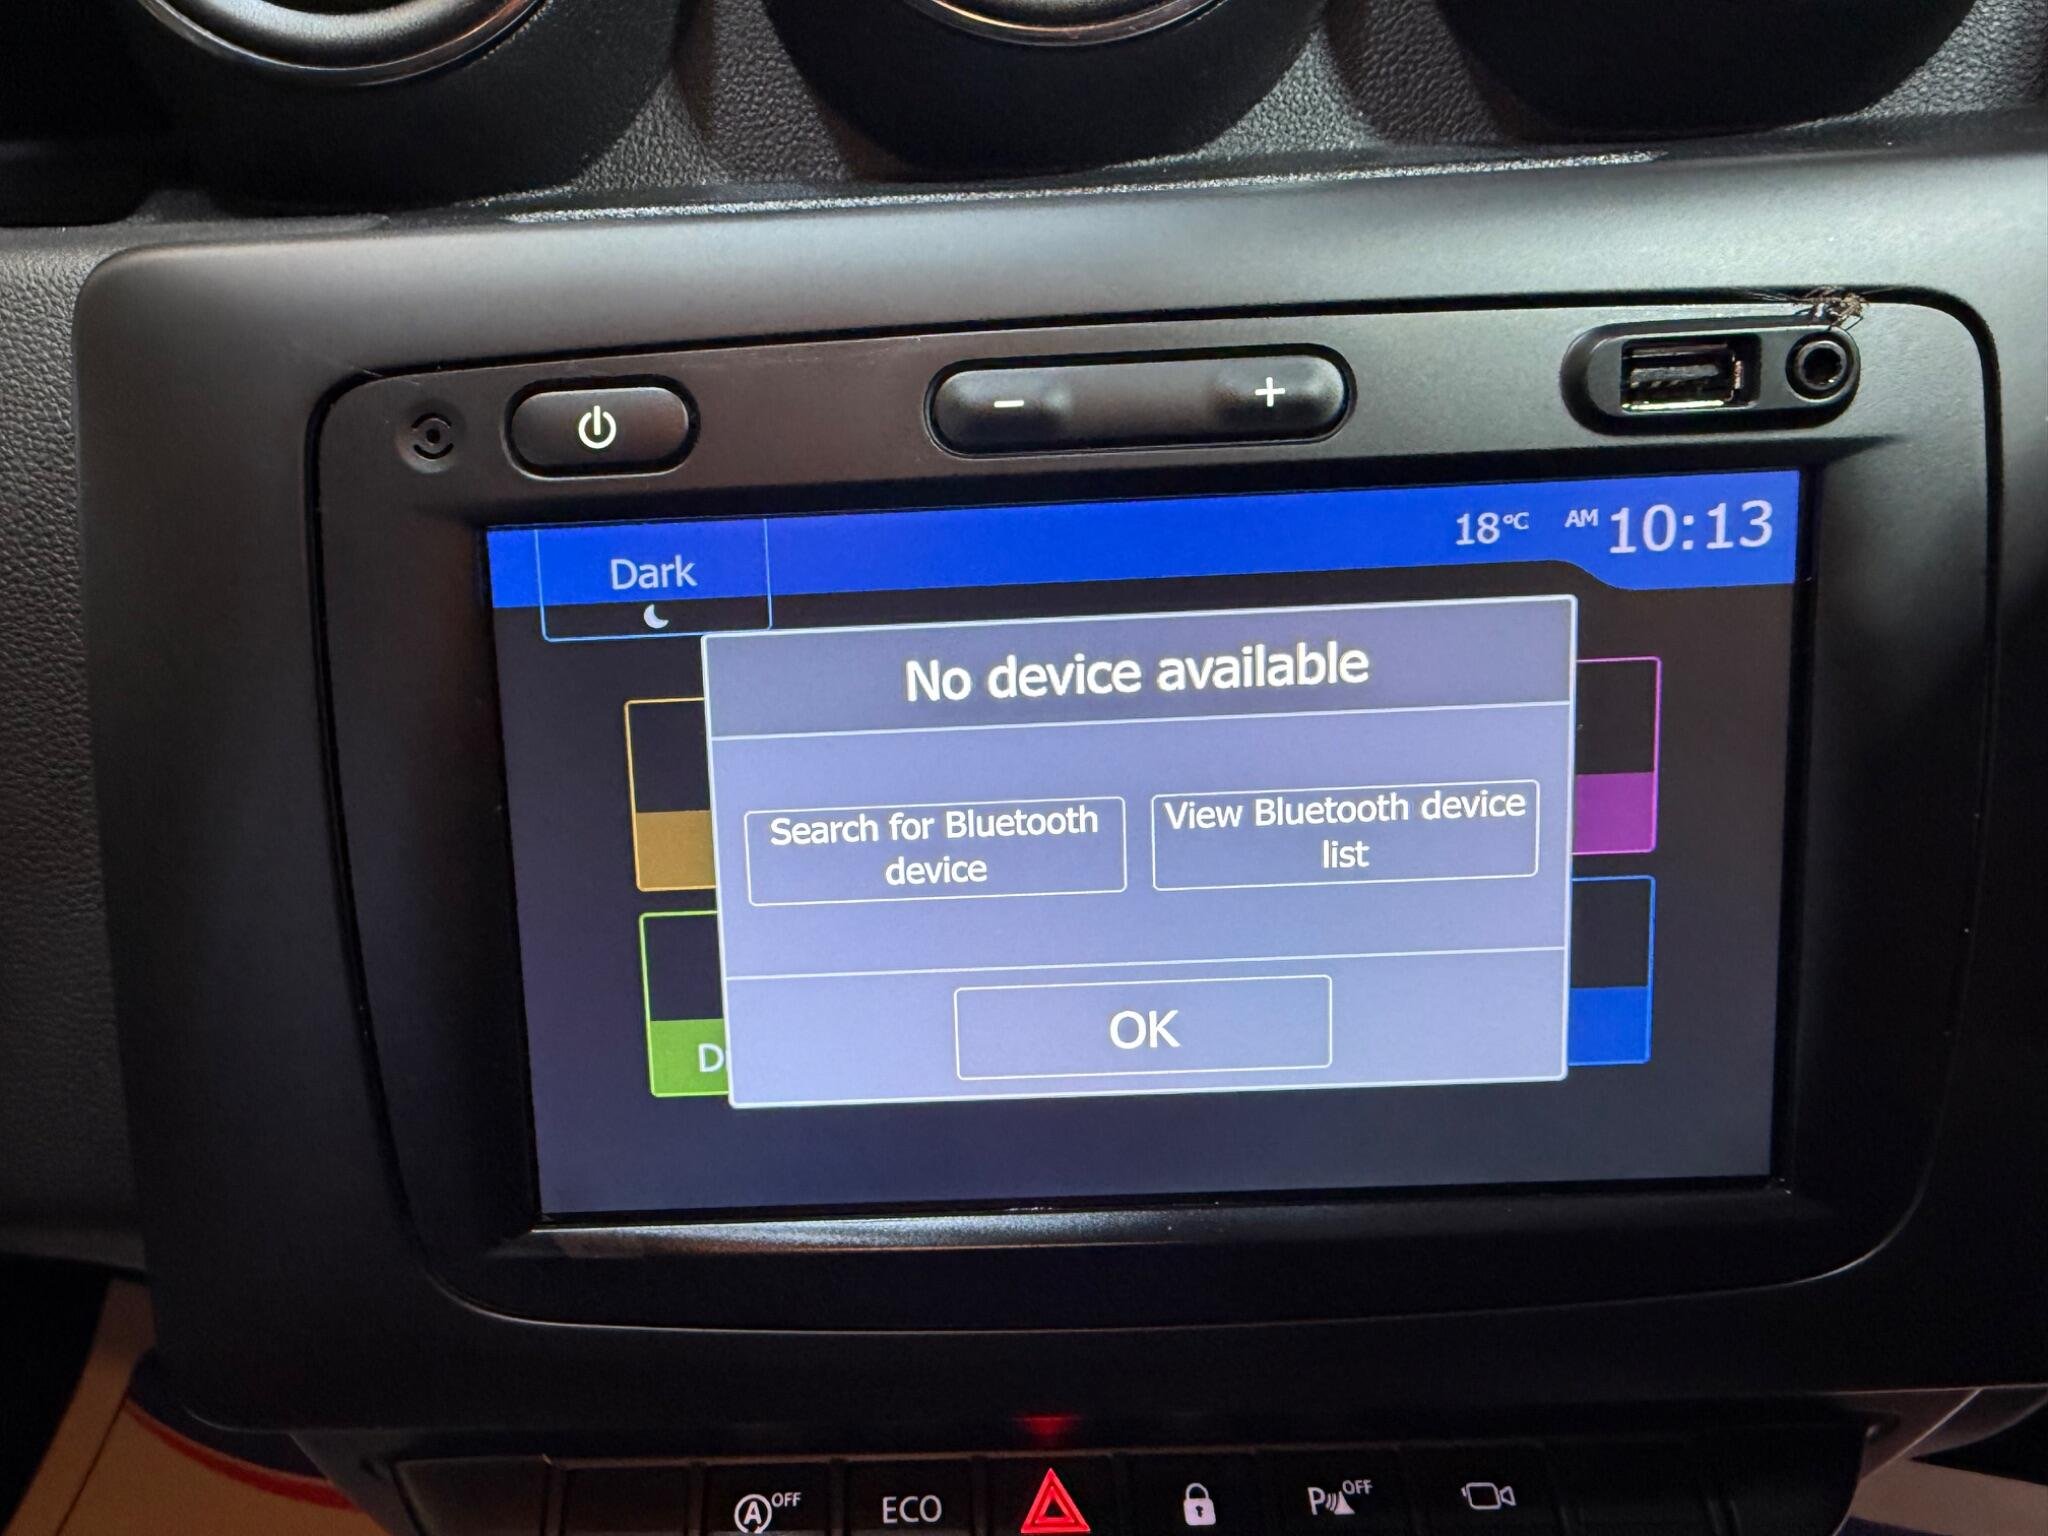 18°C AM 10:13
Dark
No device available
Search for Bluetooth
device
View Bluetooth device
list
OK
A OFF
ECO
P OFF